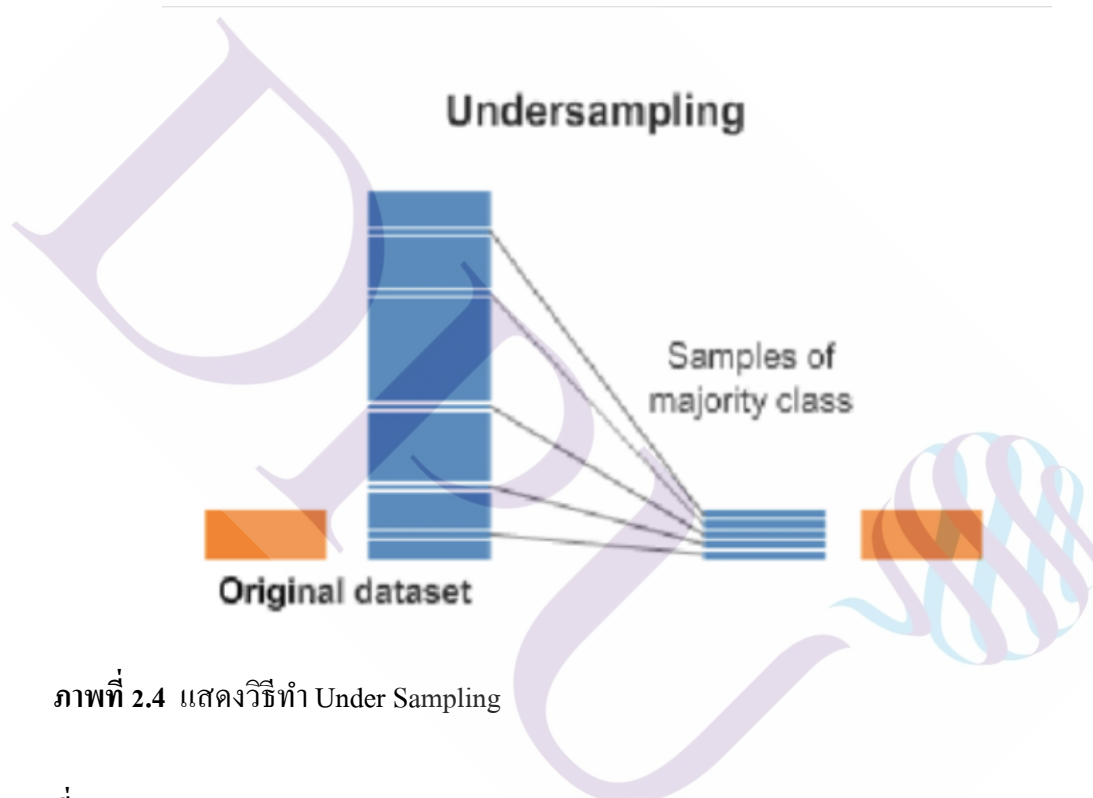 Undersampling
Samples of
majority class
Original dataset
ภาพที่ 2.4 แสดงวิธีทำ Under Sampling
DPU